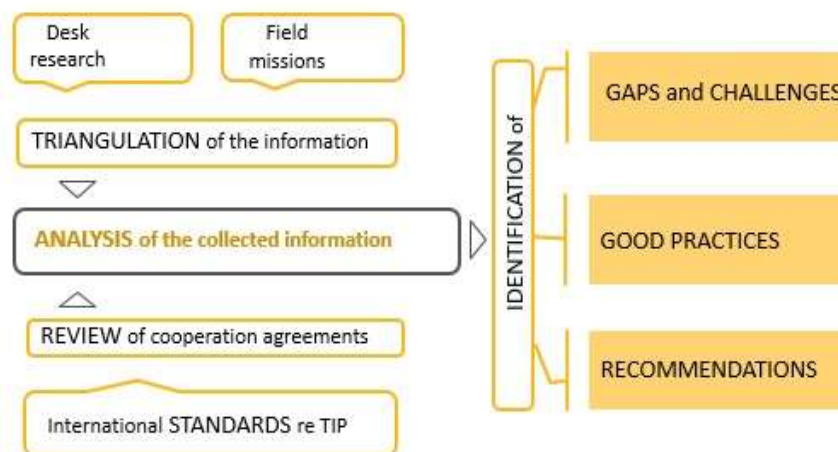 Desk
research
Field
missions
TRIANGULATION of the information
ANALYSIS of the collected information
REVIEW of cooperation agreements
International STANDARDS re TIP
IDENTIFICATION of
GAPS and CHALLENGES
GOOD PRACTICES
RECOMMENDATIONS